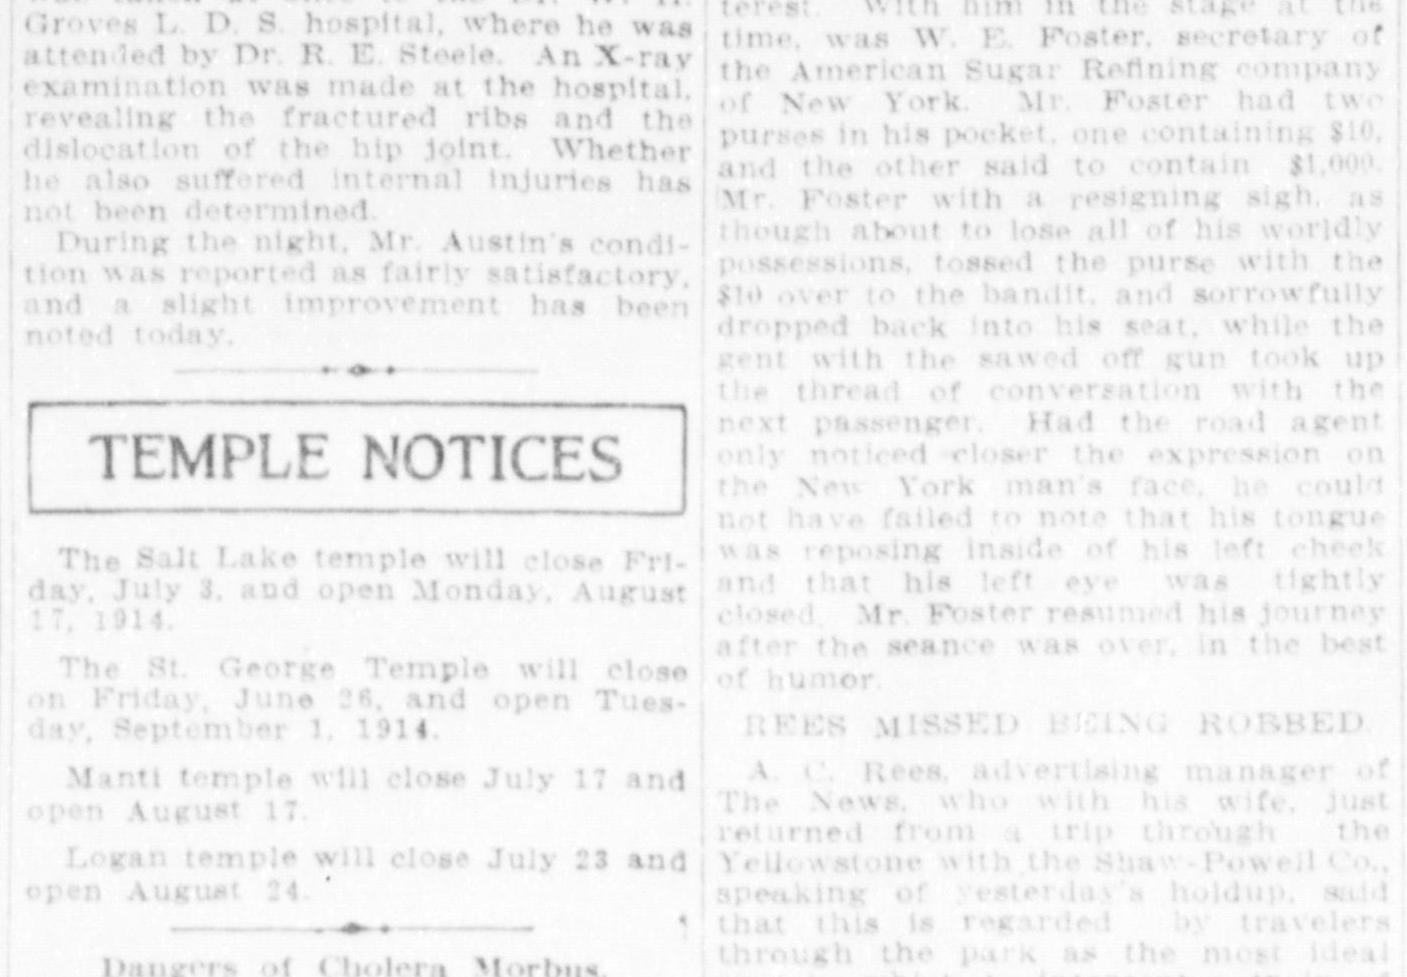 Groves L. D. S. hospital, where he was
attended by Dr. R. E. Steele. An X-ray
examination was made at the hospital,
revealing the fractured ribs and the
dislocation of the hip joint. Whether
he also suffered internal injuries has
not been determined.
During the night, Mr. Austin's condi-
tion was reported as fairly satisfactory,
and a slight improvement has been
noted today.
TEMPLE NOTICES
The Salt Lake temple will close Fri-
day, July 3, and open Monday, August
17, 1914.
The St. George Temple will close
on Friday, June 26, and open Tues-
day, September 1, 1914.
Manti temple will close July 17 and
open August 17.
Logan temple will close July 23 and
open August 24.
Dangers of Cholera Morbus.
terest. With him in the stage at the
time, was W. E. Foster, secretary of
the American Sugar Refining company
of New York. Mr. Foster had two
purses in his pocket, one containing $10,
and the other said to contain $1,000.
Mr. Foster with a resigning sigh, as
though about to lose all of his worldly
possessions, tossed the purse with the
$10 over to the bandit, and sorrowfully
dropped back into his seat, while the
gent with the sawed off gun took up
the thread of conversation with the
next passenger. Had the road agent
only noticed closer the expression on
the New York man's face, he could
not have failed to note that his tongue
was reposing inside of his left cheek
and that his left eye was tightly
closed. Mr. Foster resumed his journey
after the seance was over, in the best
of humor.
REES MISSED BEING ROBBED.
A. C. Rees, advertising manager of
The News, who with his wife, just
returned from a trip through the
Yellowstone with the Shaw-Powell Co.,
speaking of yesterday's holdup, said
that this is regarded by travelers
through the park as the most ideal